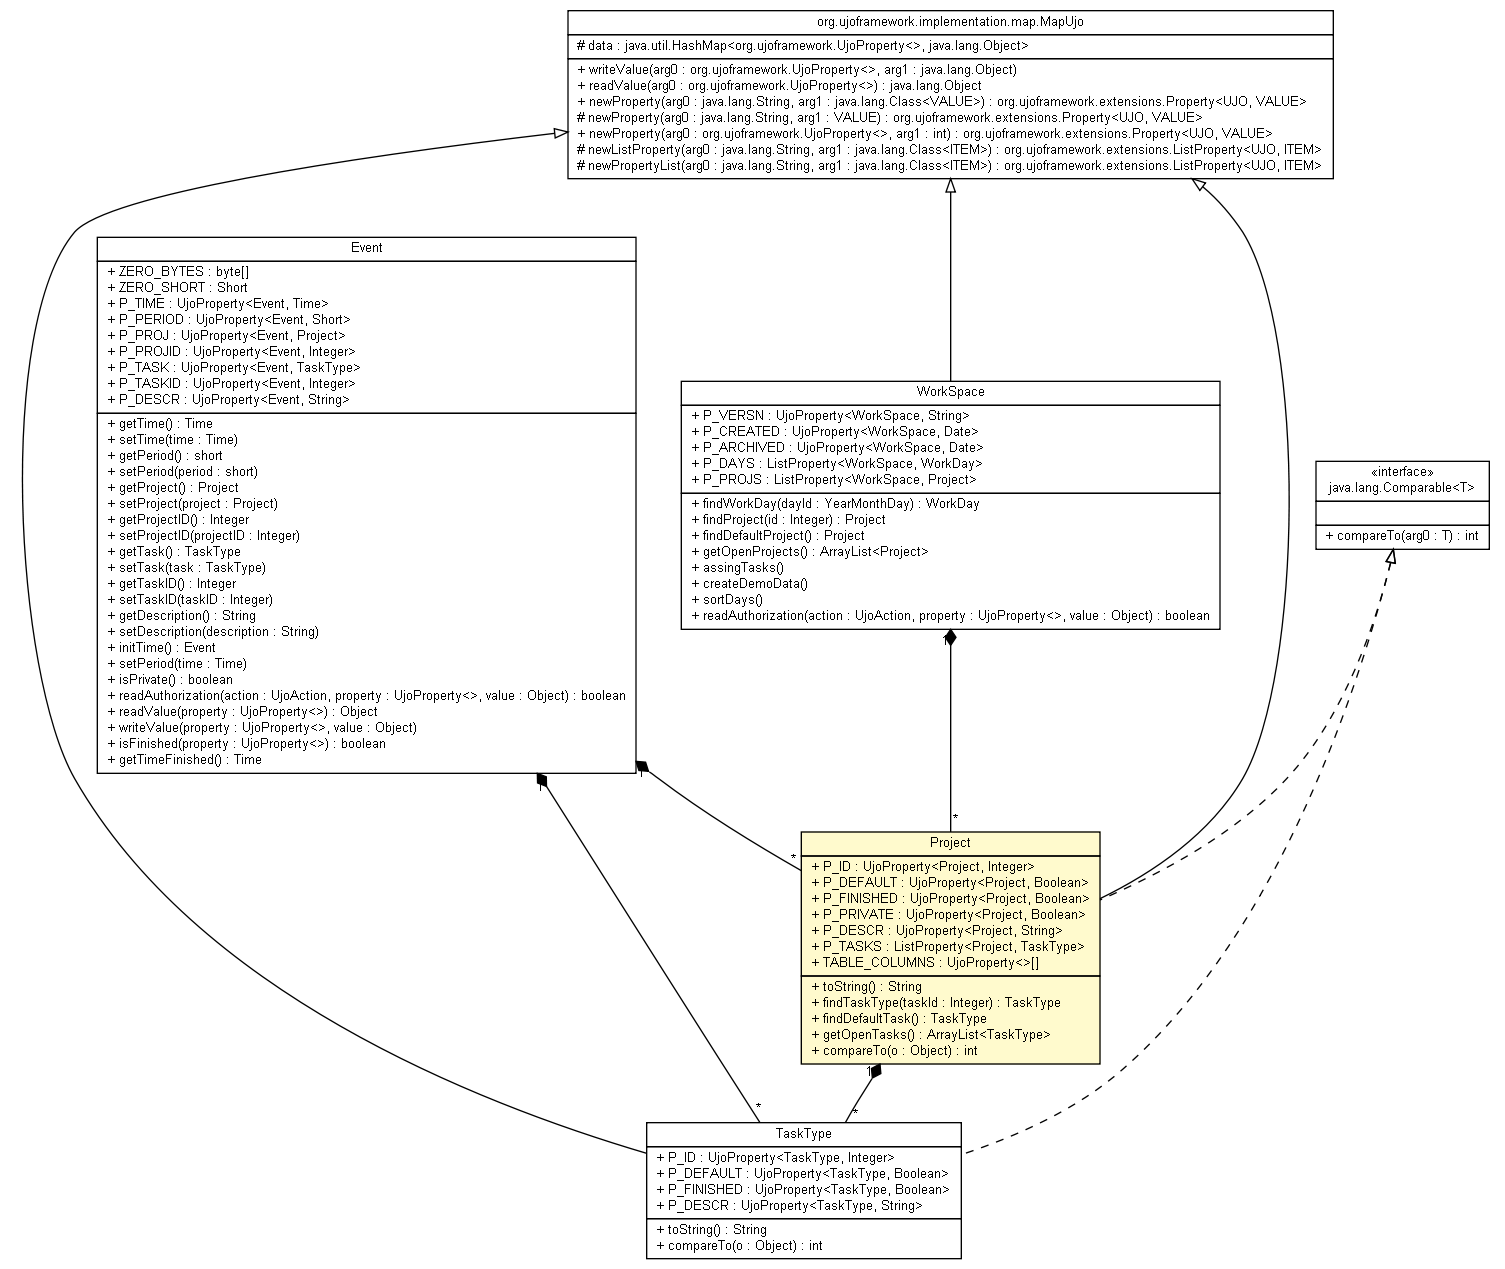 org.ujoframework.implementation.map.MapUjo
# data : java.util.HashMap<org.ujoframework.UjoProperty<>, java.lang.Object>
+ writeValue(arg0 : org.ujoframework.UjoProperty<>, arg1 : java.lang.Object)
+ readValue(arg0 : org.ujoframework.UjoProperty<>) : java.lang.Object
+ newProperty(arg0 : java.lang.String, arg1 : java.lang.Class<VALUE>) : org.ujoframework.extensions.Property<UJO, VALUE>
# newProperty(arg0 : java.lang.String, arg1 : VALUE) : org.ujoframework.extensions.Property<UJO, VALUE>
+ newProperty(arg0 : org.ujoframework.UjoProperty<>, arg1 : int) : org.ujoframework.extensions.Property<UJO, VALUE>
# newListProperty(arg0 : java.lang.String, arg1 : java.lang.Class<ITEM>) : org.ujoframework.extensions.ListProperty<UJO, ITEM>
# newPropertyList(arg0 : java.lang.String, arg1 : java.lang.Class<ITEM>) : org.ujoframework.extensions.ListProperty<UJO, ITEM>
Event
+ ZERO_BYTES : byte[]
+ ZERO_SHORT : Short
+ P_TIME : UjoProperty<Event, Time>
+ P_PERIOD : UjoProperty<Event, Short>
+ P_PROJ : UjoProperty<Event, Project>
+ P_PROJID : UjoProperty<Event, Integer>
+ P_TASK : UjoProperty<Event, TaskType>
+ P_TASKID : UjoProperty<Event, Integer>
+ P_DESCR : UjoProperty<Event, String>
+ getTime() : Time
+ setTime(time : Time)
+ getPeriod() : short
+ setPeriod(period : short)
+ getProject() : Project
+ setProject(project : Project)
+ getProjectID() : Integer
+ setProjectID(projectID : Integer)
+ getTask() : TaskType
+ setTask(task : TaskType)
+ getTaskID() : Integer
+ setTaskID(taskID : Integer)
+ getDescription() : String
+ setDescription(description : String)
+ initTime() : Event
+ setPeriod(time : Time)
+ isPrivate() : boolean
+ readAuthorization(action : UjoAction, property : UjoProperty<>, value : Object) : boolean
+ readValue(property : UjoProperty<>) : Object
+ writeValue(property : UjoProperty<>, value : Object)
+ isFinished(property : UjoProperty<>) : boolean
+ getTimeFinished() : Time
WorkSpace
+ P_VERSN : UjoProperty<WorkSpace, String>
+ P_CREATED : UjoProperty<WorkSpace, Date>
+ P_ARCHIVED : UjoProperty<WorkSpace, Date>
+ P_DAYS : ListProperty<WorkSpace, WorkDay>
+ P_PROJS : ListProperty<WorkSpace, Project>
+ findWorkDay(dayId : YearMonthDay) : WorkDay
+ findProject(id : Integer) : Project
+ findDefaultProject() : Project
+ getOpenProjects() : ArrayList<Project>
+ assingTasks()
+ createDemoData()
+ sortDays()
+ readAuthorization(action : UjoAction, property : UjoProperty<>, value : Object) : boolean
«interface»
java.lang.Comparable<T>
+ compareTo(arg0 : T) : int
1
1
1
*
*
Project
+ P_ID : UjoProperty<Project, Integer>
+ P_DEFAULT : UjoProperty<Project, Boolean>
+ P_FINISHED : UjoProperty<Project, Boolean>
+ P_PRIVATE : UjoProperty<Project, Boolean>
+ P_DESCR : UjoProperty<Project, String>
+ P_TASKS : ListProperty<Project, TaskType>
+ TABLE_COLUMNS : UjoProperty<>[]
+ toString() : String
+ findTaskType(taskId : Integer) : TaskType
+ findDefaultTask() : TaskType
+ getOpenTasks() : ArrayList<TaskType>
+ compareTo(o : Object) : int
1
*
*
TaskType
+ P_ID : UjoProperty<TaskType, Integer>
+ P_DEFAULT : UjoProperty<TaskType, Boolean>
+ P_FINISHED : UjoProperty<TaskType, Boolean>
+ P_DESCR : UjoProperty<TaskType, String>
+ toString() : String
+ compareTo(o : Object) : int